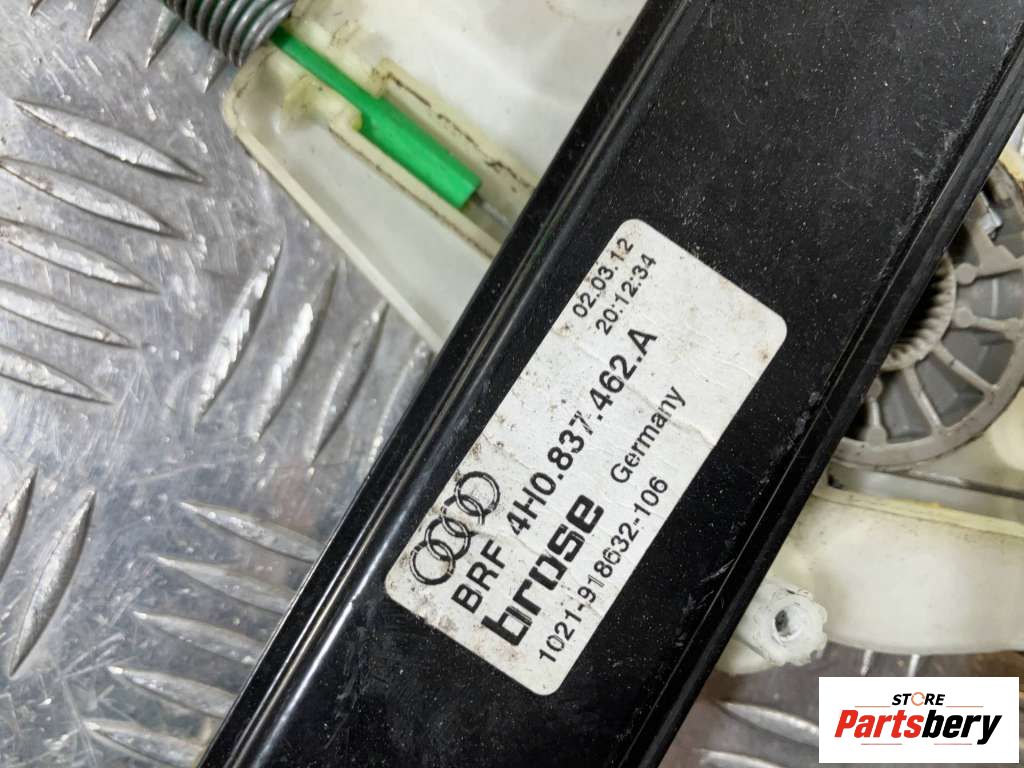 02.03.12
20:12:34
BRF 4H0.837.462.A
brose Germany
1021-918632-106
STORE
Partsbery